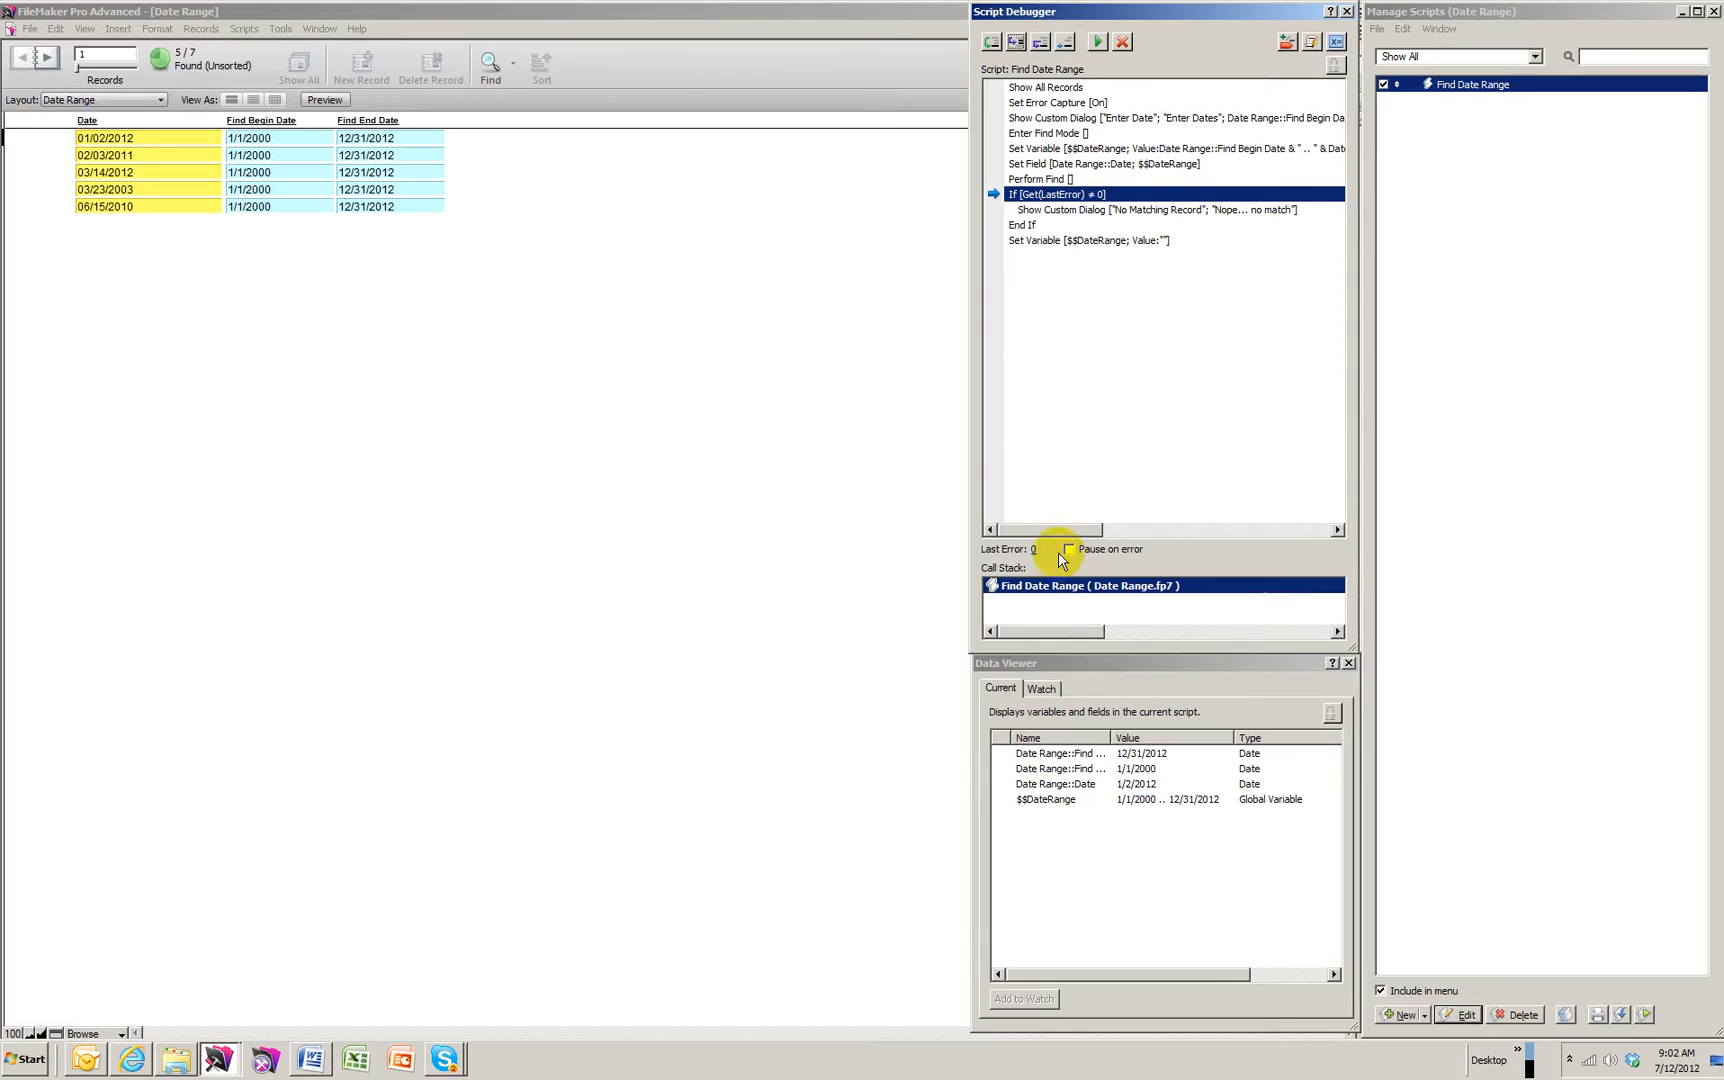 FileMaker Pro Advanced - [Date Range]
File Edit View Insert Format Records Scripts Tools Window Help
1
Records
5 / 7
Found (Unsorted)
Show All
New Record
Delete Record
Find
Sort
Layout: Date Range
View As:
Preview
Date Find Begin Date Find End Date
01/02/2012 1/1/2000 12/31/2012
02/03/2011 1/1/2000 12/31/2012
03/14/2012 1/1/2000 12/31/2012
03/23/2003 1/1/2000 12/31/2012
06/15/2010 1/1/2000 12/31/2012
100 Browse
Script Debugger
Script: Find Date Range
Show All Records
Set Error Capture [On]
Show Custom Dialog ["Enter Date"; "Enter Dates"; Date Range::Find Begin Da
Enter Find Mode []
Set Variable [$$DateRange; Value:Date Range::Find Begin Date & " .. " & Dat
Set Field [Date Range::Date; $$DateRange]
Perform Find []
If [Get(LastError) ≠ 0]
Show Custom Dialog ["No Matching Record"; "Nope... no match"]
End If
Set Variable [$$DateRange; Value:""]
Last Error: 0 Pause on error
Call Stack:
Find Date Range ( Date Range.fp7 )
Data Viewer
Current Watch
Displays variables and fields in the current script.
Name Value Type
Date Range::Find ... 12/31/2012 Date
Date Range::Find ... 1/1/2000 Date
Date Range::Date 1/2/2012 Date
$$DateRange 1/1/2000 .. 12/31/2012 Global Variable
Add to Watch
Manage Scripts (Date Range)
File Edit Window
Show All
Find Date Range
Include in menu
New Edit Delete
Start
2
Desktop
9:02 AM
7/12/2012